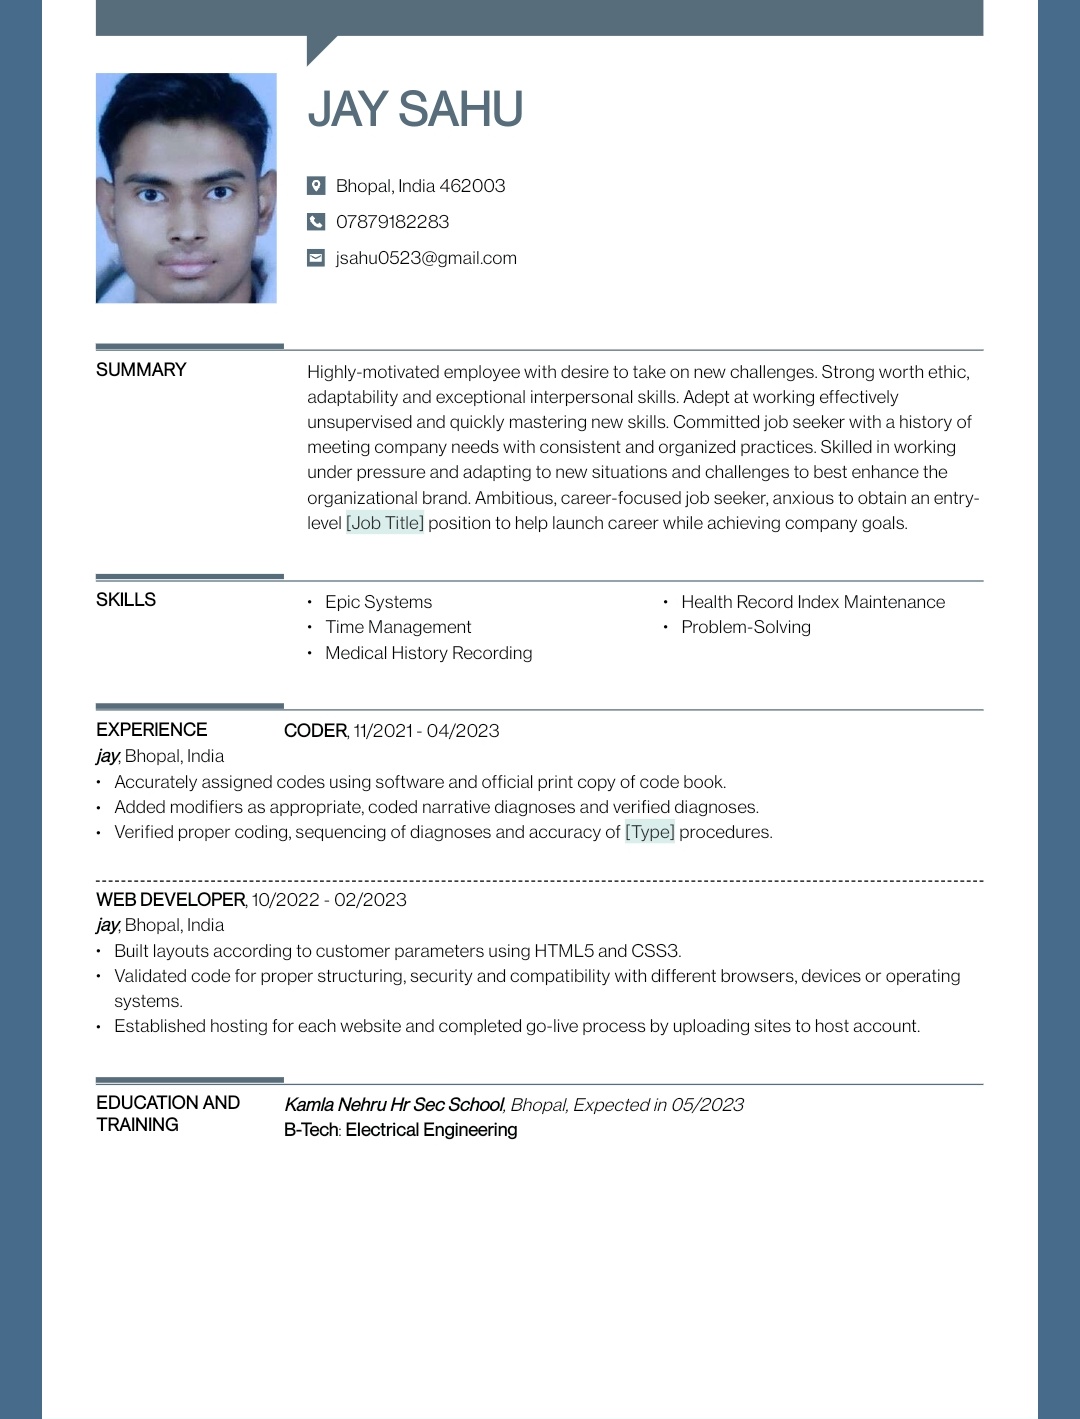 JAY SAHU
Bhopal, India 462003
07879182283
jsahu0523@gmail.com
SUMMARY
Highly-motivated employee with desire to take on new challenges. Strong worth ethic,
adaptability and exceptional interpersonal skills. Adept at working effectively
unsupervised and quickly mastering new skills. Committed job seeker with a history of
meeting company needs with consistent and organized practices. Skilled in working
under pressure and adapting to new situations and challenges to best enhance the
organizational brand. Ambitious, career-focused job seeker, anxious to obtain an entry-
level [Job Title] position to help launch career while achieving company goals.
SKILLS
• Epic Systems
• Time Management
• Medical History Recording
• Health Record Index Maintenance
• Problem-Solving
EXPERIENCE
CODER, 11/2021 - 04/2023
jay, Bhopal, India
• Accurately assigned codes using software and official print copy of code book.
• Added modifiers as appropriate, coded narrative diagnoses and verified diagnoses.
• Verified proper coding, sequencing of diagnoses and accuracy of [Type] procedures.
WEB DEVELOPER, 10/2022 - 02/2023
jay, Bhopal, India
• Built layouts according to customer parameters using HTML5 and CSS3.
• Validated code for proper structuring, security and compatibility with different browsers, devices or operating
systems.
• Established hosting for each website and completed go-live process by uploading sites to host account.
EDUCATION AND
TRAINING
Kamla Nehru Hr Sec School, Bhopal, Expected in 05/2023
B-Tech: Electrical Engineering